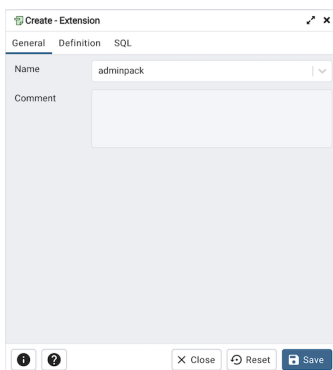 Create - Extension
General Definition SQL
Name adminpack
Comment
Close Reset Save